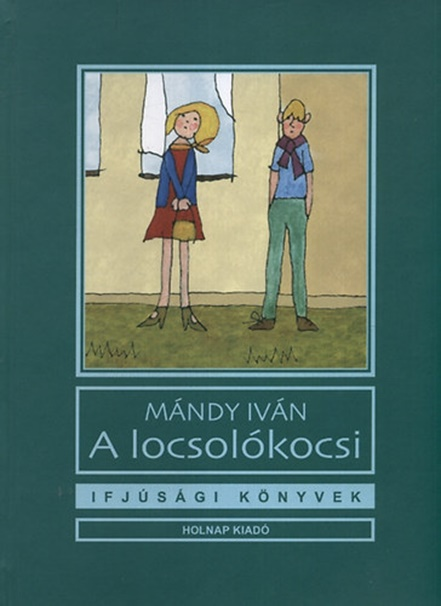 MÁNDY IVÁN
A locsolókocsi
IFJÚSÁGI KÖNYVEK
HOLNAP KIADÓ